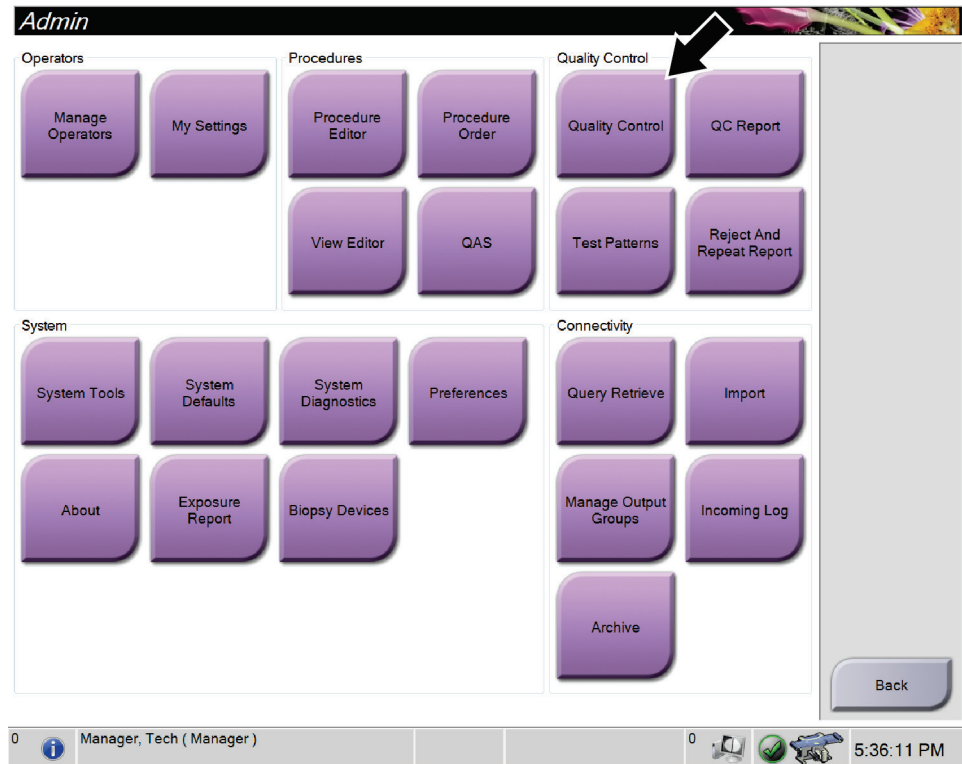 Admin
Operators
Manage
Operators
My Settings
Procedures
Procedure
Editor
Procedure
Order
View Editor
QAS
Quality Control
Quality Control
QC Report
Test Patterns
Reject And
Repeat Report
System
System Tools
System
Defaults
System
Diagnostics
Preferences
About
Exposure
Report
Biopsy Devices
Connectivity
Query Retrieve
Import
Manage Output
Groups
Incoming Log
Archive
Back
0
Manager, Tech ( Manager )
0
5:36:11 PM